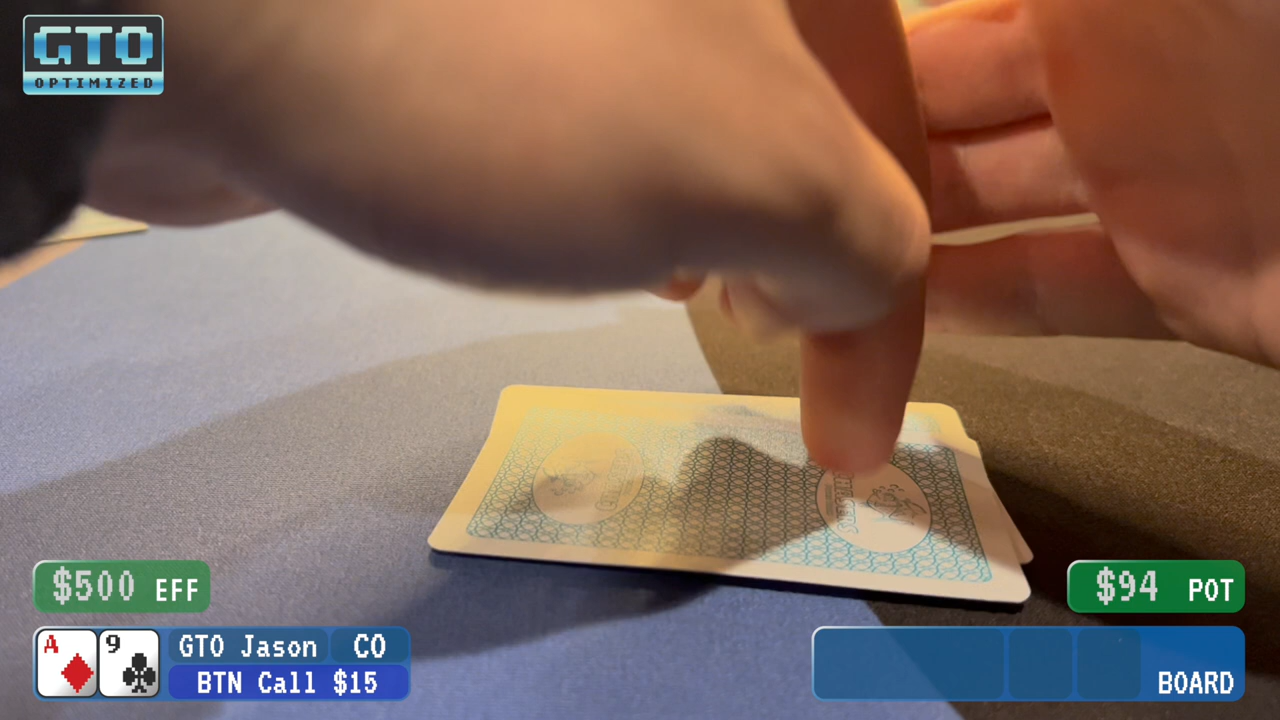 GTO
OPTIMIZED
$500 EFF
$94 POT
A 9
GTO Jason CO
BTN Call $15
BOARD